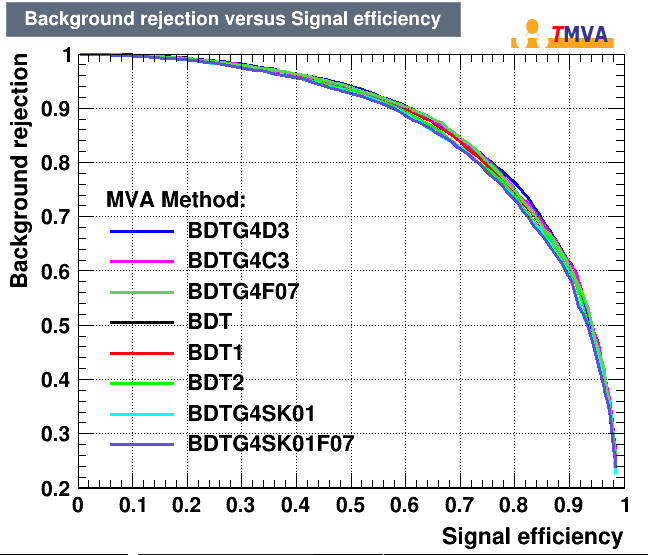 Background rejection versus Signal efficiency
TMVA
Background rejection
1
0.9
0.8
0.7
0.6
0.5
0.4
0.3
0.2
MVA Method:
BDTG4D3
BDTG4C3
BDTG4F07
BDT
BDT1
BDT2
BDTG4SK01
BDTG4SK01F07
0 0.1 0.2 0.3 0.4 0.5 0.6 0.7 0.8 0.9 1
Signal efficiency